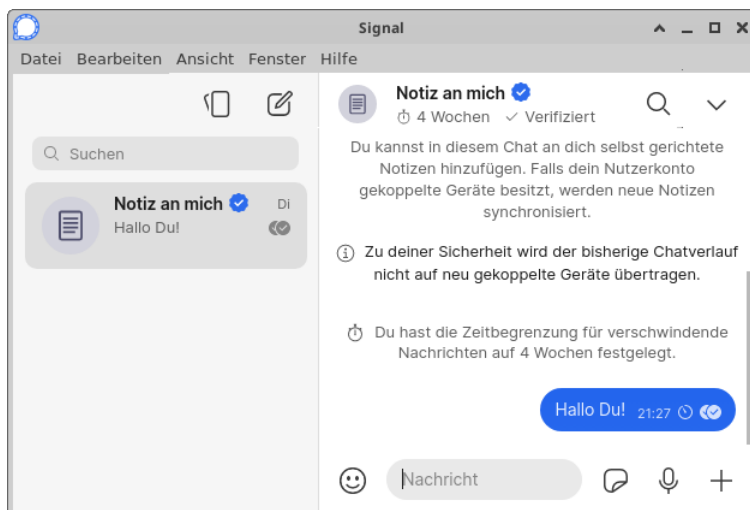 Signal
Datei Bearbeiten Ansicht Fenster Hilfe
Suchen
Notiz an mich
Di
Hallo Du!
Notiz an mich
4 Wochen
Verifiziert
Du kannst in diesem Chat an dich selbst gerichtete
Notizen hinzufügen. Falls dein Nutzerkonto
gekoppelte Geräte besitzt, werden neue Notizen
synchronisiert.
Zu deiner Sicherheit wird der bisherige Chatverlauf
nicht auf neu gekoppelte Geräte übertragen.
Du hast die Zeitbegrenzung für verschwindende
Nachrichten auf 4 Wochen festgelegt.
Hallo Du! 21:27
Nachricht